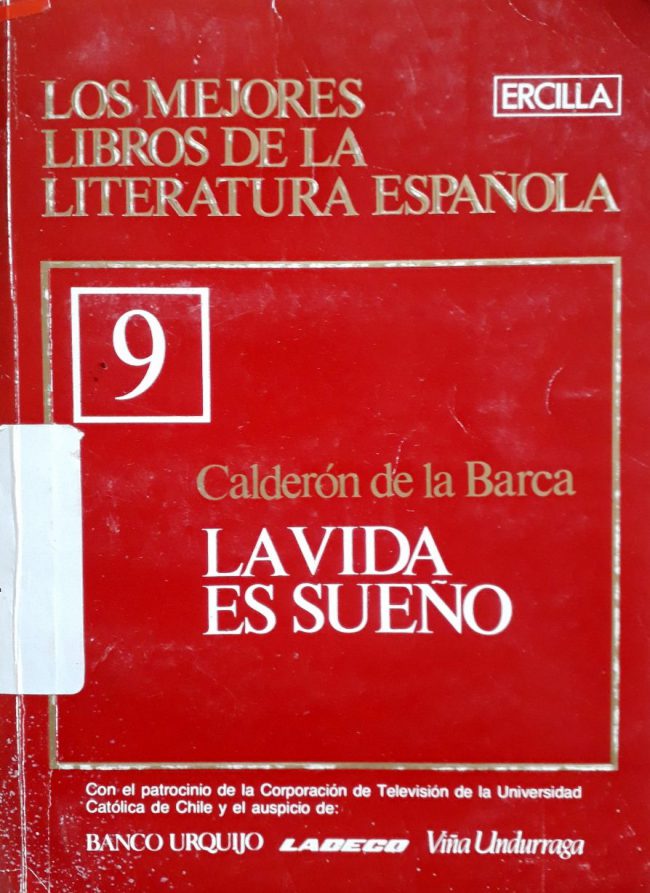 LOS MEJORES
LIBROS DE LA
LITERATURA ESPAÑOLA
ERCILLA
9
Calderón de la Barca
LA VIDA
ES SUEÑO
Con el patrocinio de la Corporación de Televisión de la Universidad
Católica de Chile y el auspicio de:
BANCO URQUIJO LADECO Viña Undurraga